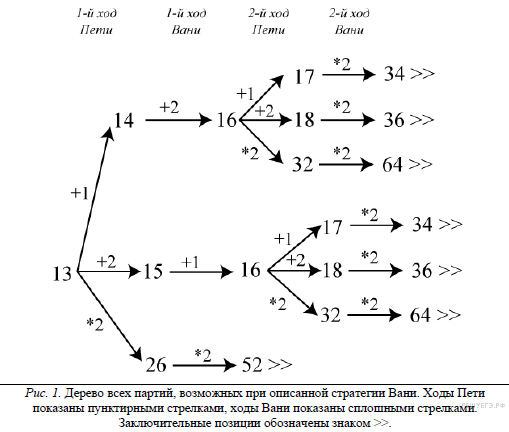 1-й ход 1-й ход 2-й ход 2-й ход
Пети Вани Пети Вани
17 *2 34 >>
+1
14 +2 16 +2 18 *2 36 >>
*2
32 *2 64 >>
+1
17 *2 34 >>
+1
13 +2 15 +1 16 +2 18 *2 36 >>
*2
32 *2 64 >>
*2
26 *2 52 >>
Рис. 1. Дерево всех партий, возможных при описанной стратегии Вани. Ходы Пети
показаны пунктирными стрелками, ходы Вани показаны сплошными стрелками.
Заключительные позиции обозначены знаком >>.